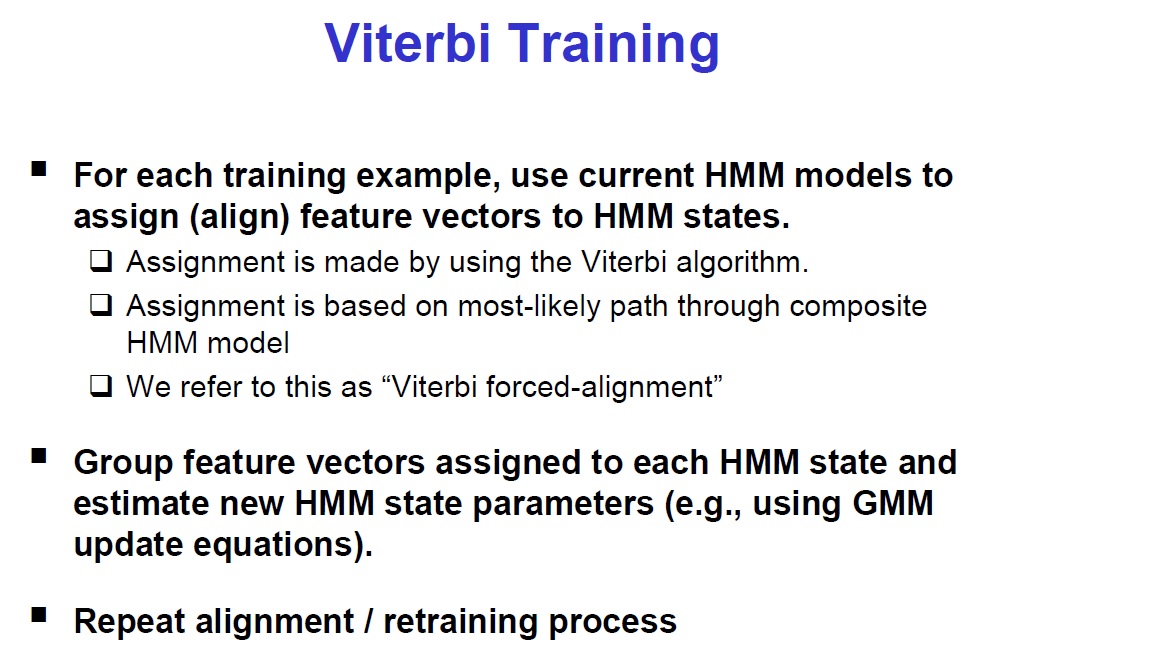 Viterbi Training
▪ For each training example, use current HMM models to
assign (align) feature vectors to HMM states.
❑ Assignment is made by using the Viterbi algorithm.
❑ Assignment is based on most-likely path through composite
HMM model
❑ We refer to this as “Viterbi forced-alignment”
▪ Group feature vectors assigned to each HMM state and
estimate new HMM state parameters (e.g., using GMM
update equations).
▪ Repeat alignment / retraining process